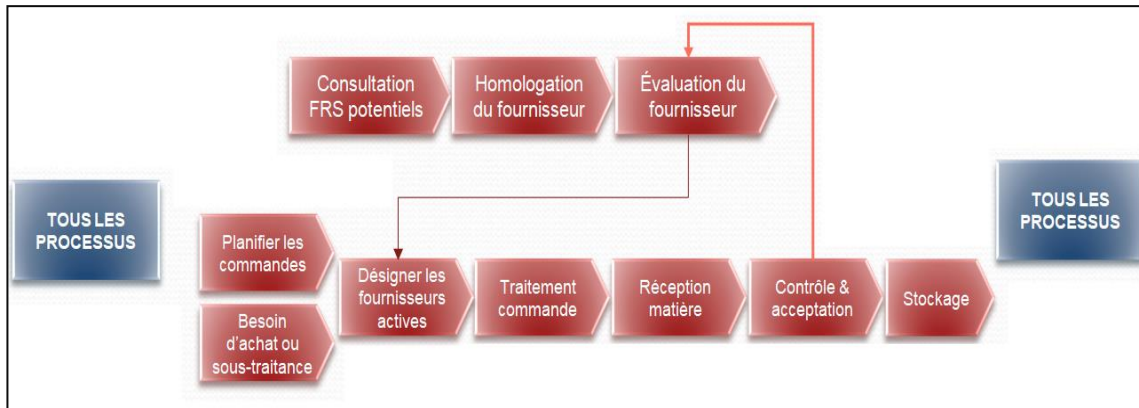 Consultation
FRS potentiels
Homologation
du fournisseur
Évaluation du
fournisseur
TOUS LES
PROCESSUS
Planifier les
commandes
Besoin
d'achat ou
sous-traitance
Désigner les
fournisseurs
actives
Traitement
commande
Réception
matière
Contrôle &
acceptation
Stockage
TOUS LES
PROCESSUS